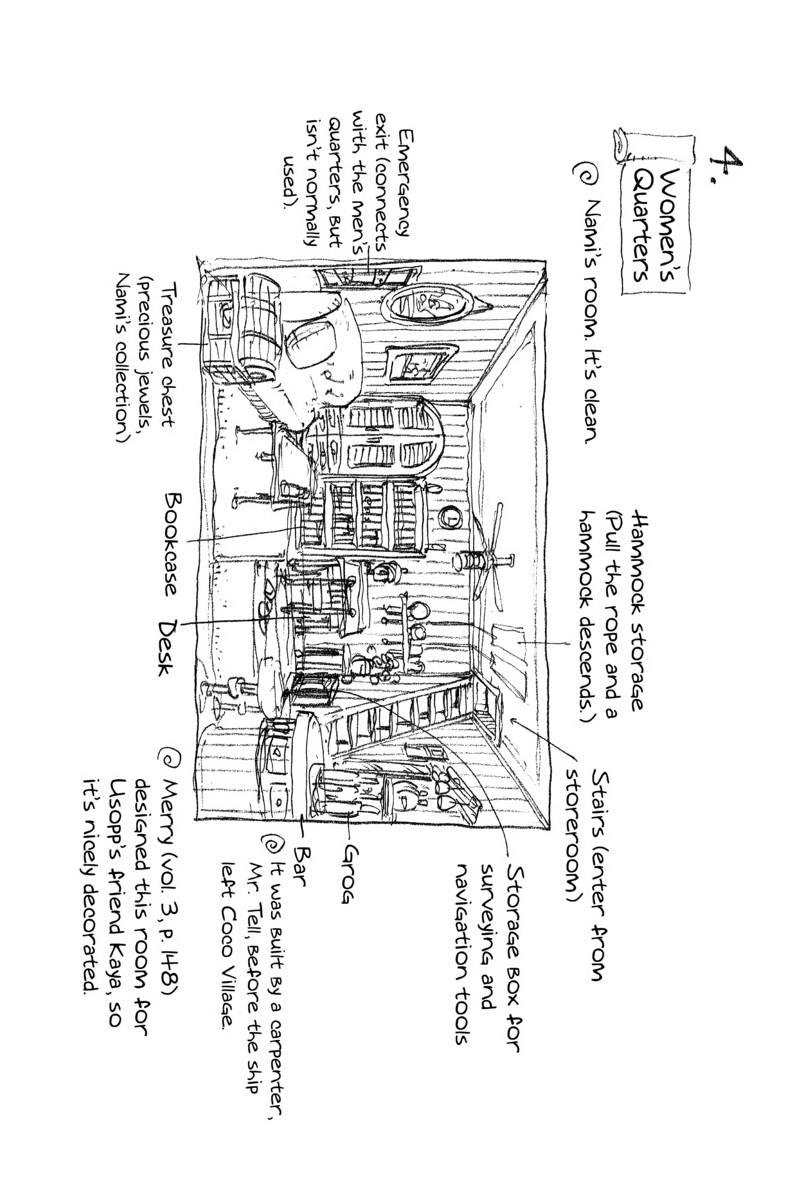 4.
Women's
Quarters
Nami's room. It's clean.
Emergency
exit (connects
with the men's
quarters, but
isn't normally
used).
Hammock storage
(Pull the rope and a
hammock descends.)
Stairs (enter from
storeroom)
Storage box for
surveying and
navigation tools
Grog
Bar
It was built by a carpenter,
Mr. Tell, before the ship
left Coco Village.
Treasure chest
(precious jewels,
Nami's collection)
Bookcase
Desk
Merry (vol. 3, p. 148)
designed this room for
Usopp's friend Kaya, so
it's nicely decorated.